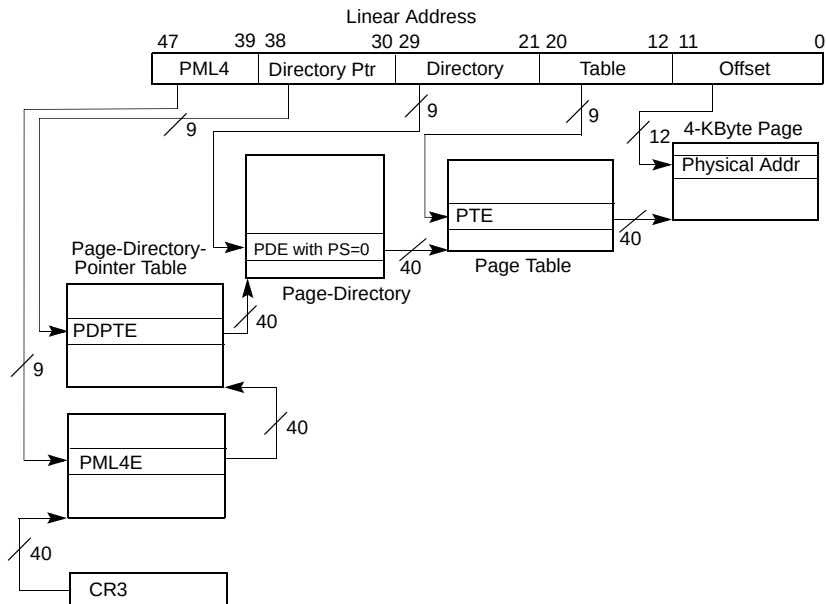 Linear Address
47 39 38 30 29 21 20 12 11 0
PML4 Directory Ptr Directory Table Offset
9 9 9 12 4-KByte Page
Physical Addr
PTE
PDE with PS=0
40
40
Page Table
Page-Directory-
Pointer Table
Page-Directory
40
PDPTE
9
40
PML4E
40
CR3